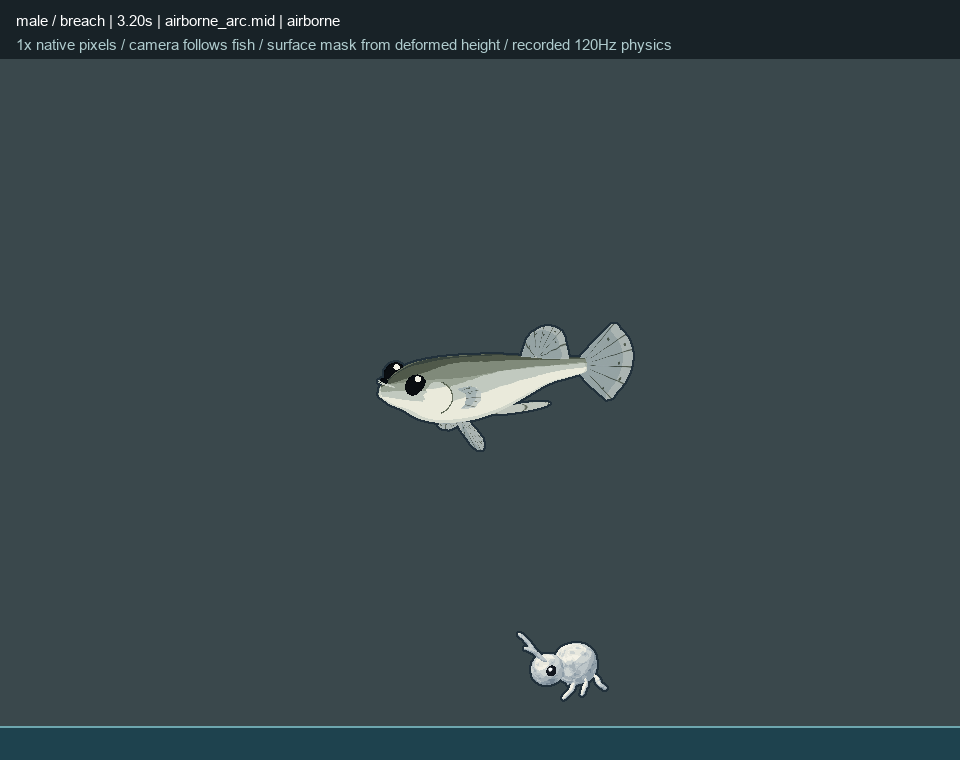 male / breach | 3.20s | airborne_arc.mid | airborne
1x native pixels / camera follows fish / surface mask from deformed height / recorded 120Hz physics